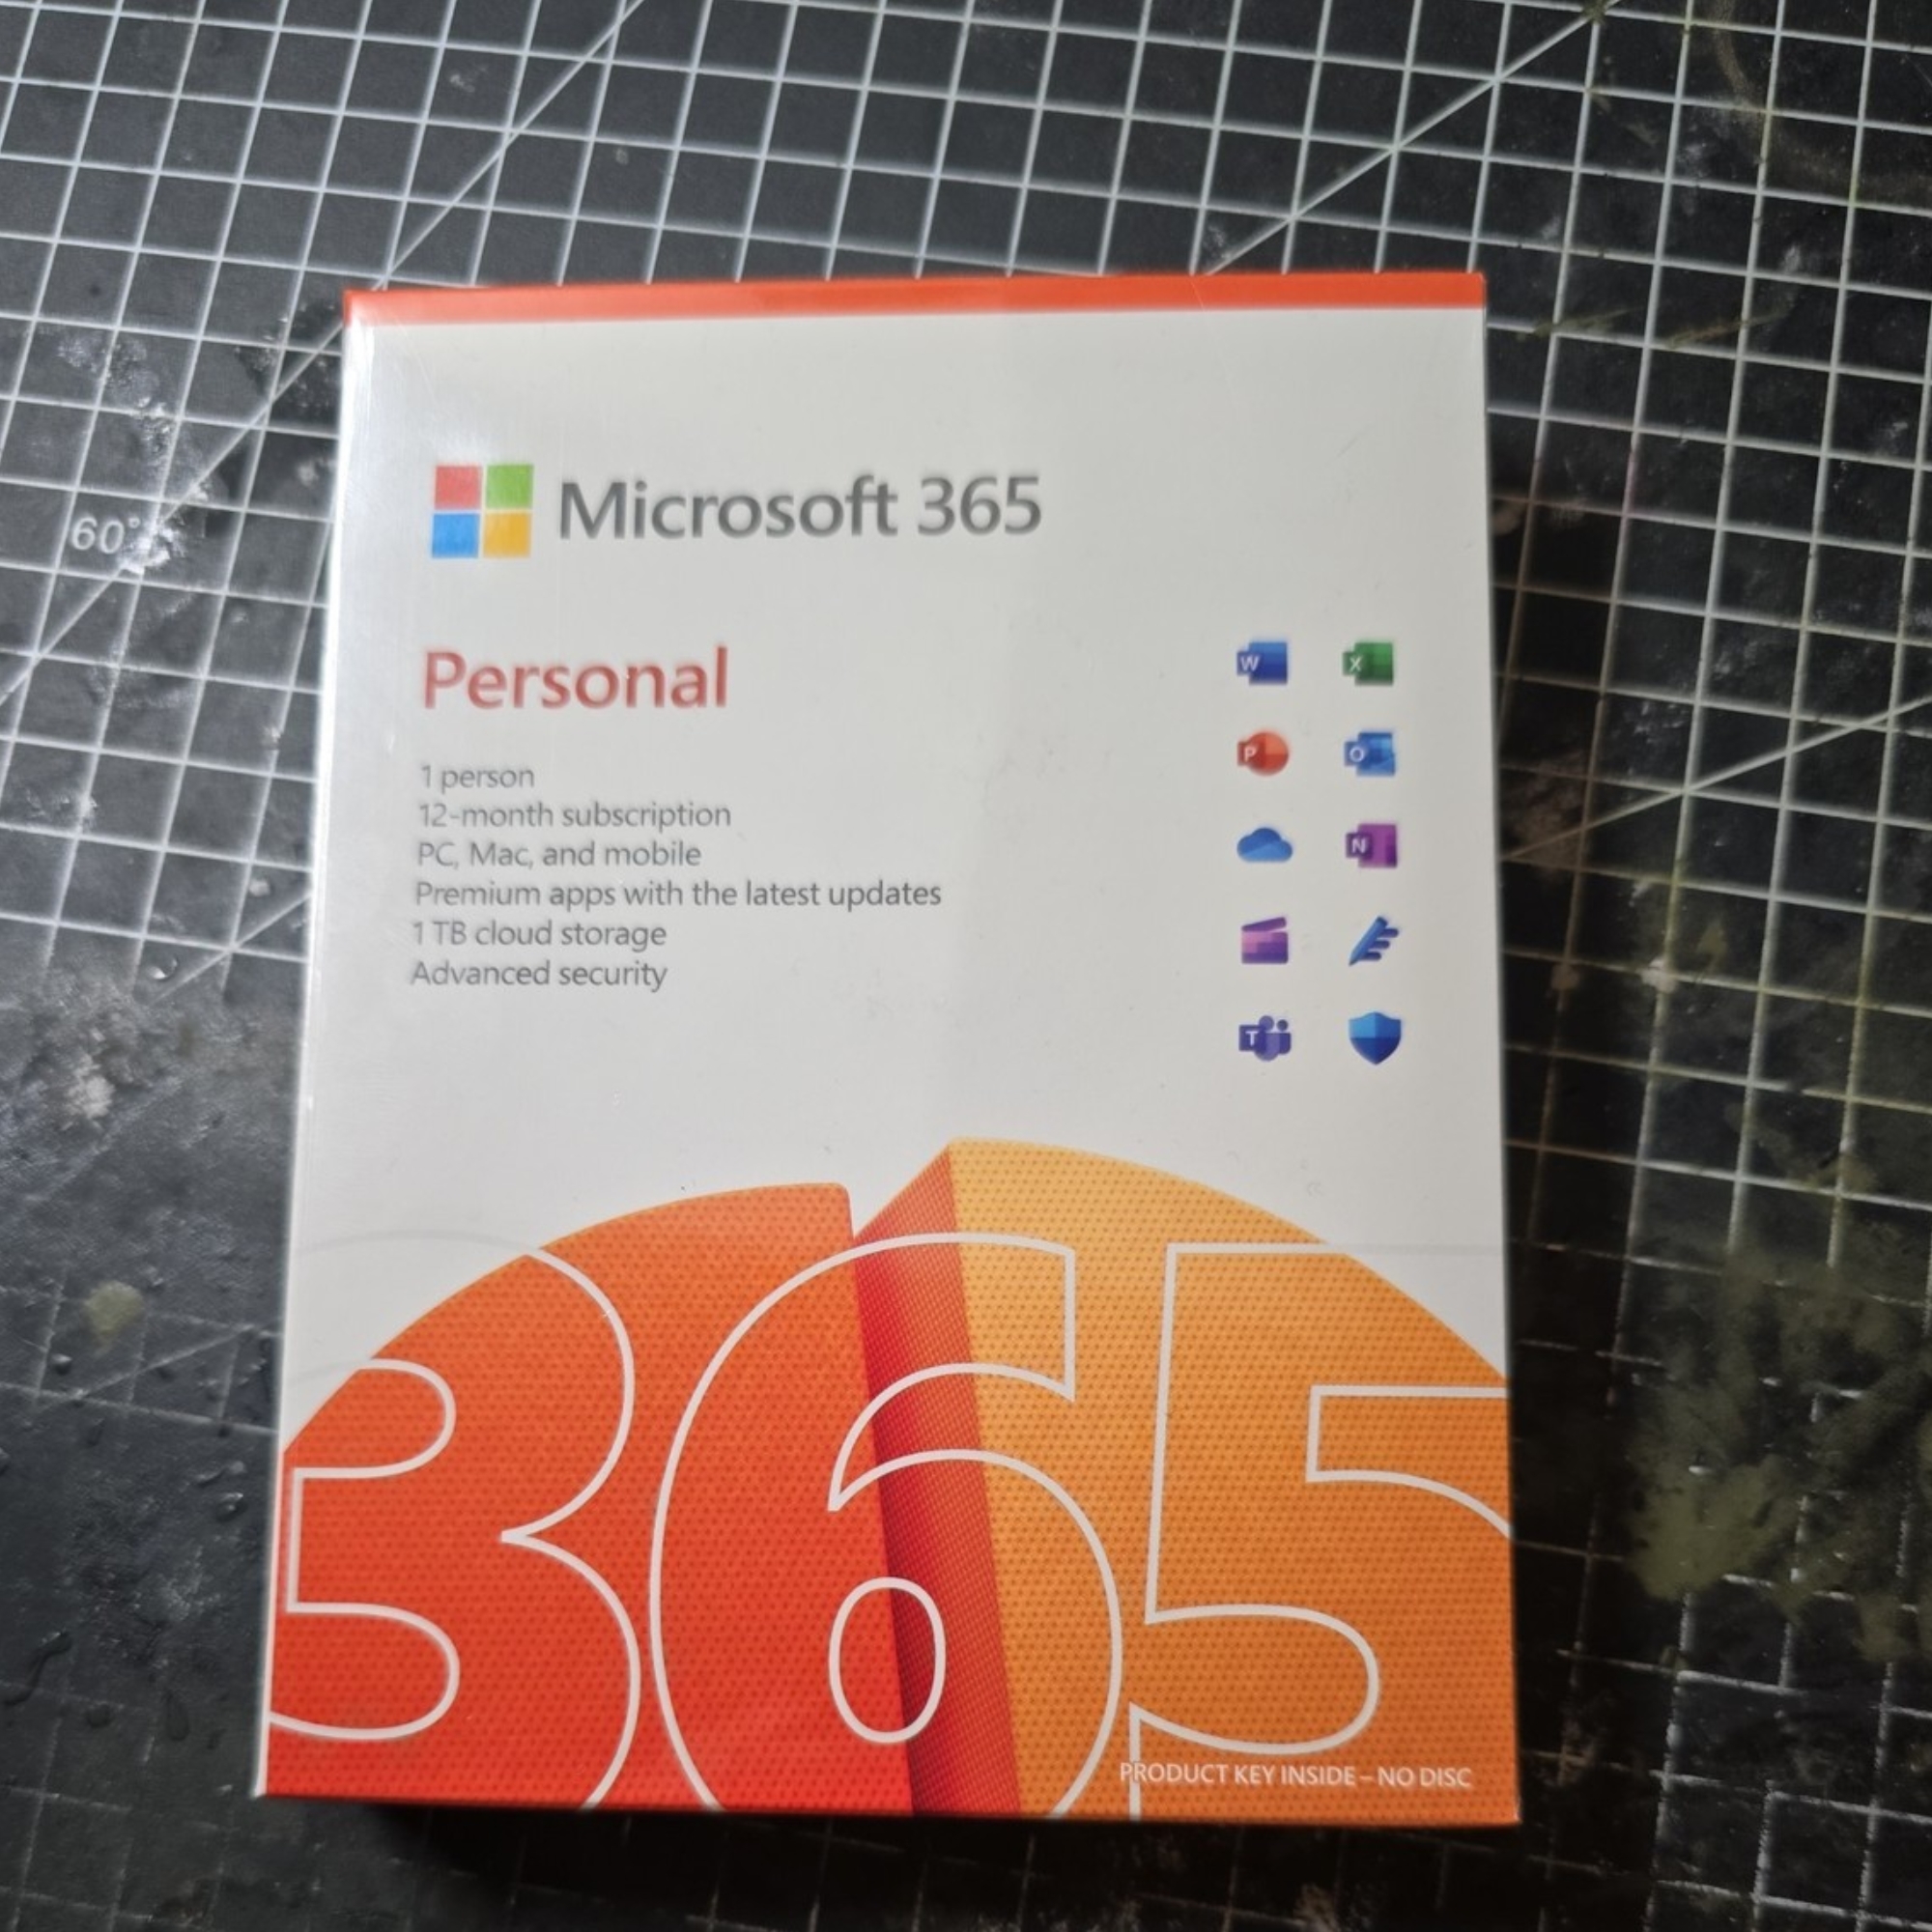 60°
Microsoft 365
Personal
1 person
12-month subscription
PC, Mac, and mobile
Premium apps with the latest updates
1 TB cloud storage
Advanced security
W
X
P
O
N
T
365
PRODUCT KEY INSIDE – NO DISC